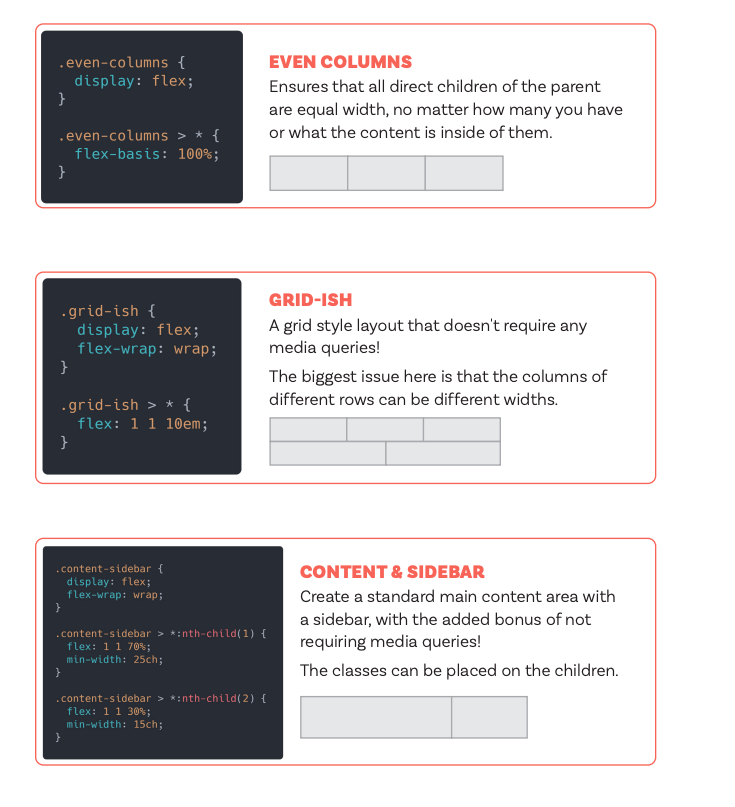 .even-columns {
  display: flex;
}
.even-columns > * {
  flex-basis: 100%;
}
EVEN COLUMNS
Ensures that all direct children of the parent
are equal width, no matter how many you have
or what the content is inside of them.
.grid-ish {
  display: flex;
  flex-wrap: wrap;
}
.grid-ish > * {
  flex: 1 1 10em;
}
GRID-ISH
A grid style layout that doesn't require any
media queries!
The biggest issue here is that the columns of
different rows can be different widths.
.content-sidebar {
  display: flex;
  flex-wrap: wrap;
}
.content-sidebar > *:nth-child(1) {
  flex: 1 1 70%;
  min-width: 25ch;
}
.content-sidebar > *:nth-child(2) {
  flex: 1 1 30%;
  min-width: 15ch;
}
CONTENT & SIDEBAR
Create a standard main content area with
a sidebar, with the added bonus of not
requiring media queries!
The classes can be placed on the children.